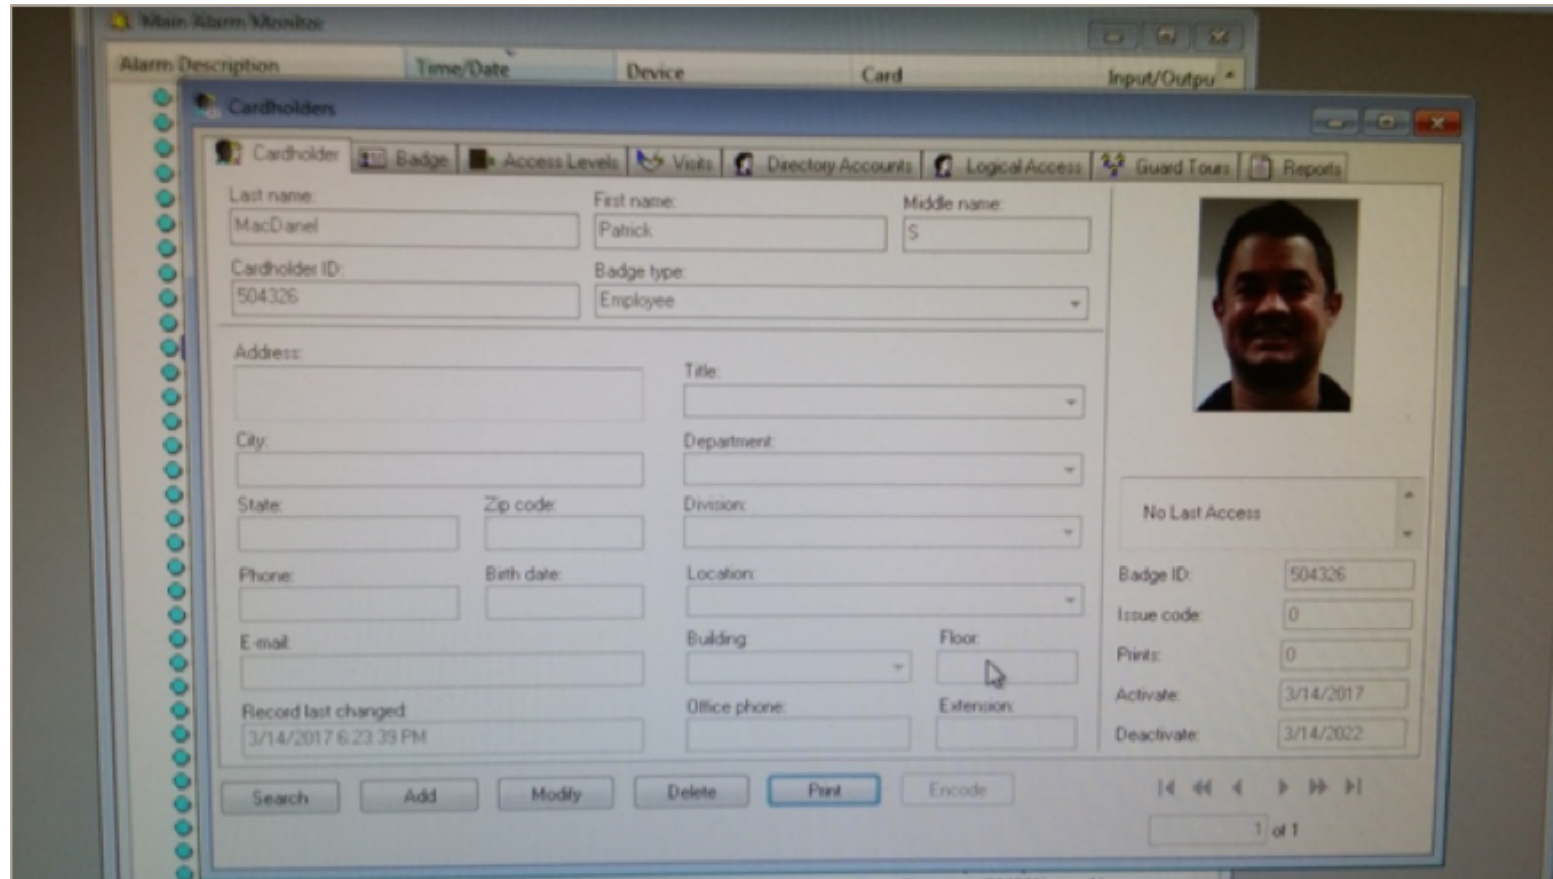 Main Alarm Monitor
Alarm Description Time/Date Device Card Input/Outpu
Cardholders
Cardholder Badge Access Levels Visits Directory Accounts Logical Access Guard Tours Reports
Last name: First name: Middle name:
MacDanel Patrick S
Cardholder ID: Badge type:
504326 Employee
Address: Title:
City: Department:
State: Zip code: Division:
No Last Access
Phone: Birth date: Location:
Badge ID: 504326
Issue code: 0
E-mail: Building: Floor:
Prints: 0
Record last changed: Office phone: Extension:
Activate: 3/14/2017
3/14/2017 6:23:39 PM
Deactivate: 3/14/2022
Search Add Modify Delete Print Encode
1 of 1